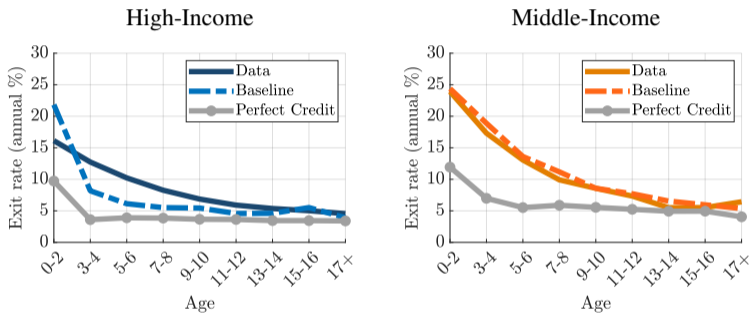 High-Income
Exit rate (annual %)
30
25
20
15
10
5
0
Data
Baseline
Perfect Credit
0-2
3-4
5-6
7-8
9-10
11-12
13-14
15-16
17+
Age
Middle-Income
Exit rate (annual %)
30
25
20
15
10
5
0
Data
Baseline
Perfect Credit
0-2
3-4
5-6
7-8
9-10
11-12
13-14
15-16
17+
Age